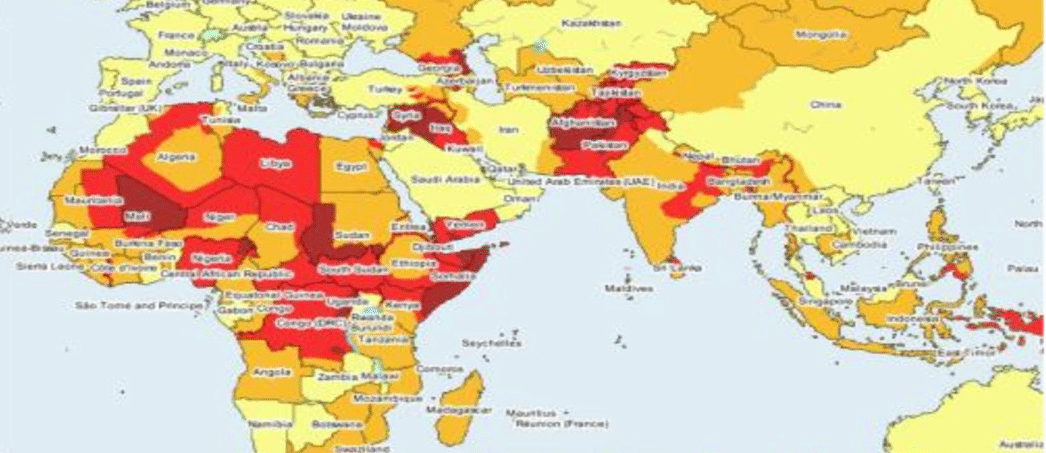 Belgium
Germany
Slovakia
Ukraine
France
Austria
Hungary
Moldova
Kazakhstan
Mongolia
Romania
Croatia
Monaco
Andorra
Italy
Kosovo
Bulgaria
Albania
Greece
Spain
Portugal
Gibraltar (UK)
Georgia
Azerbaijan
Turkey
Uzbekistan
Turkmenistan
Kyrgyzstan
Tajikistan
North Korea
South Korea
China
Malta
Tunisia
Cyprus
Syria
Iraq
Iran
Afghanistan
Pakistan
Jordan
Kuwait
Morocco
Algeria
Libya
Egypt
Qatar
Saudi Arabia
United Arab Emirates (UAE)
Oman
Nepal
Bhutan
India
Bangladesh
Burma/Myanmar
Taiwan
Laos
Mauritania
Mali
Niger
Chad
Sudan
Eritrea
Yemen
Verde
Senegal
Thailand
Vietnam
Cambodia
Philippines
North
Guinea-Bissau
Burkina Faso
Guinea
Benin
Nigeria
Djibouti
Ethiopia
Somalia
Sierra Leone
Côte d'Ivoire
Central African Republic
South Sudan
Sri Lanka
Maldives
Palau
Malaysia
Brunei
Singapore
Indonesia
São Tomé and Principe
Equatorial Guinea
Gabon
Congo
Uganda
Kenya
Congo (DRC)
Rwanda
Burundi
Tanzania
Seychelles
East Timor
Angola
Zambia
Malawi
Comoros
Mozambique
Madagascar
Mauritius
Réunion (France)
Namibia
Botswana
Swaziland
Australia